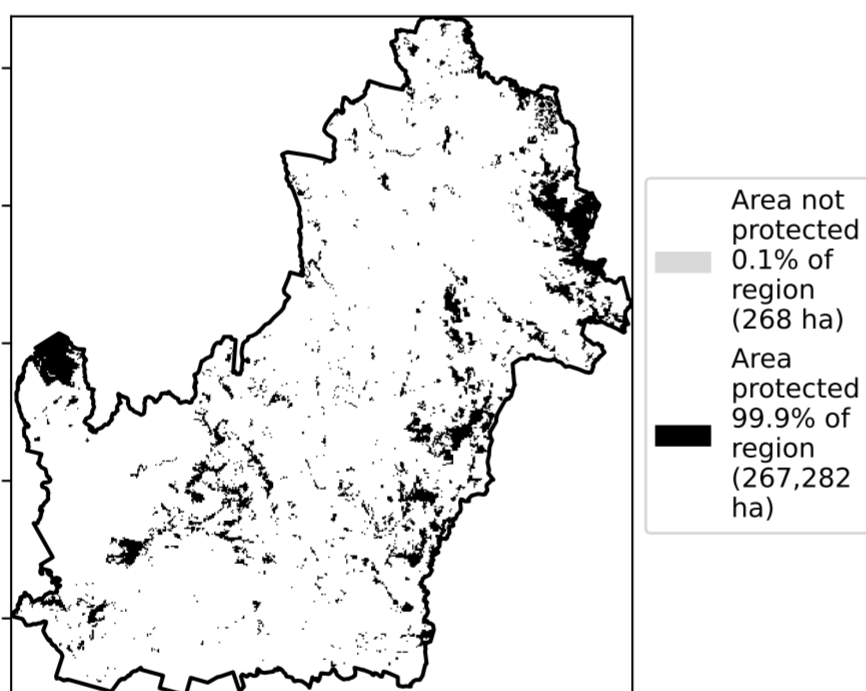 Area not
protected
0.1% of
region
(268 ha)
Area
protected
99.9% of
region
(267,282
ha)